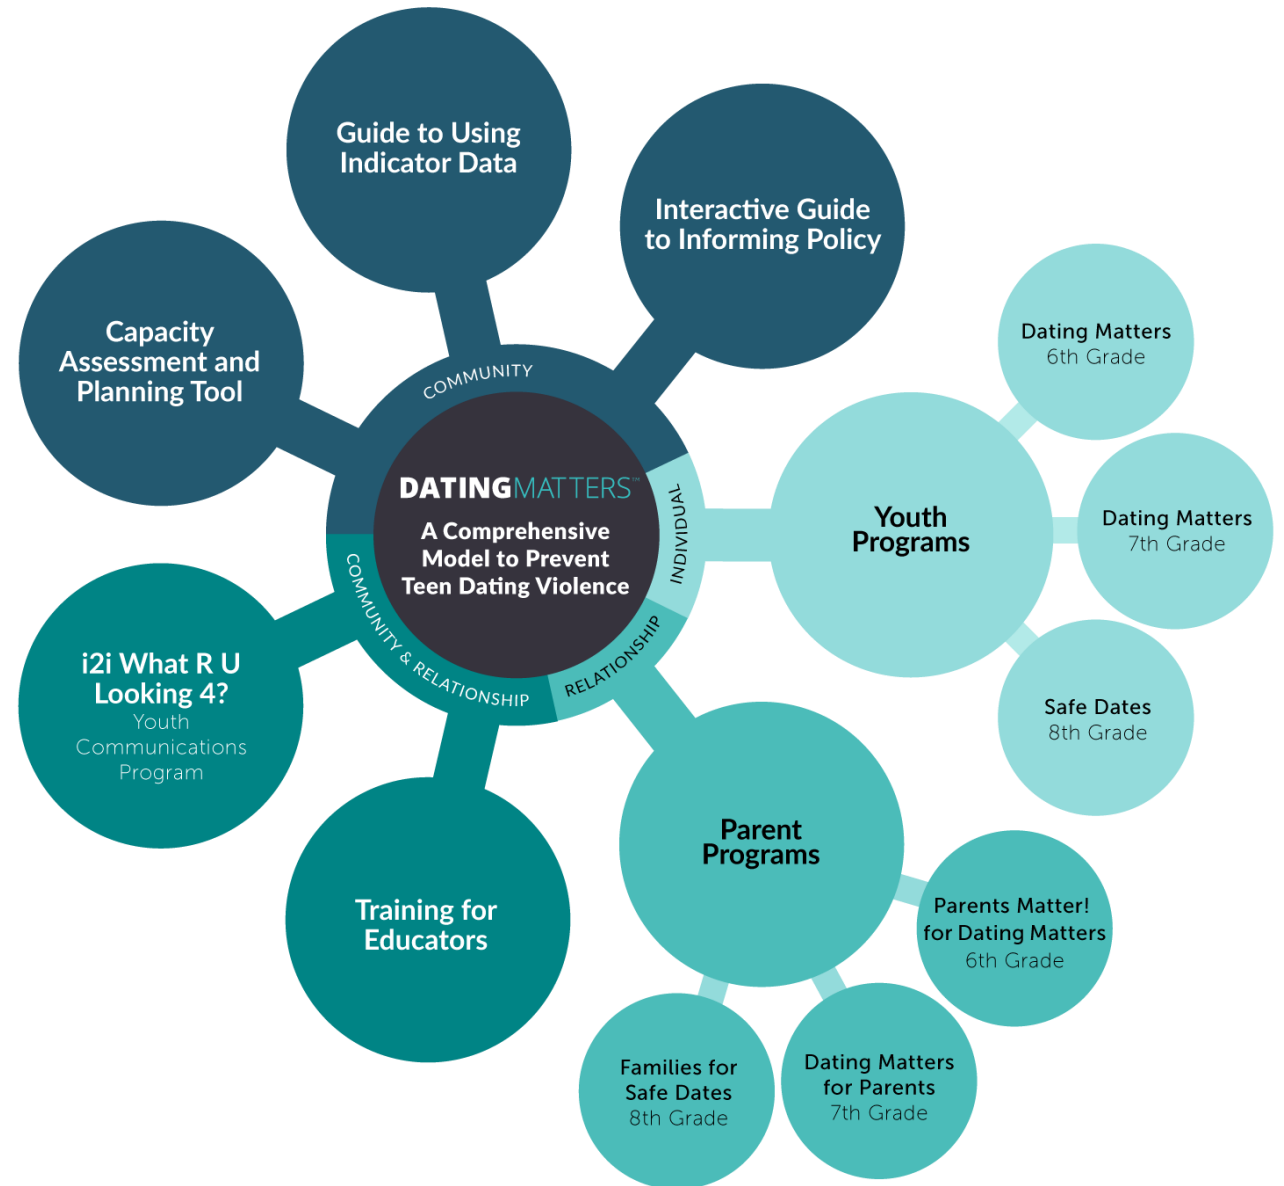 Guide to Using
Indicator Data
Interactive Guide
to Informing Policy
Capacity
Assessment and
Planning Tool
COMMUNITY
DATINGMATTERS™
A Comprehensive
Model to Prevent
Teen Dating Violence
INDIVIDUAL
RELATIONSHIP
COMMUNITY & RELATIONSHIP
Youth
Programs
Dating Matters
6th Grade
Dating Matters
7th Grade
Safe Dates
8th Grade
i2i What R U
Looking 4?
Youth
Communications
Program
Training for
Educators
Parent
Programs
Parents Matter!
for Dating Matters
6th Grade
Dating Matters
for Parents
7th Grade
Families for
Safe Dates
8th Grade